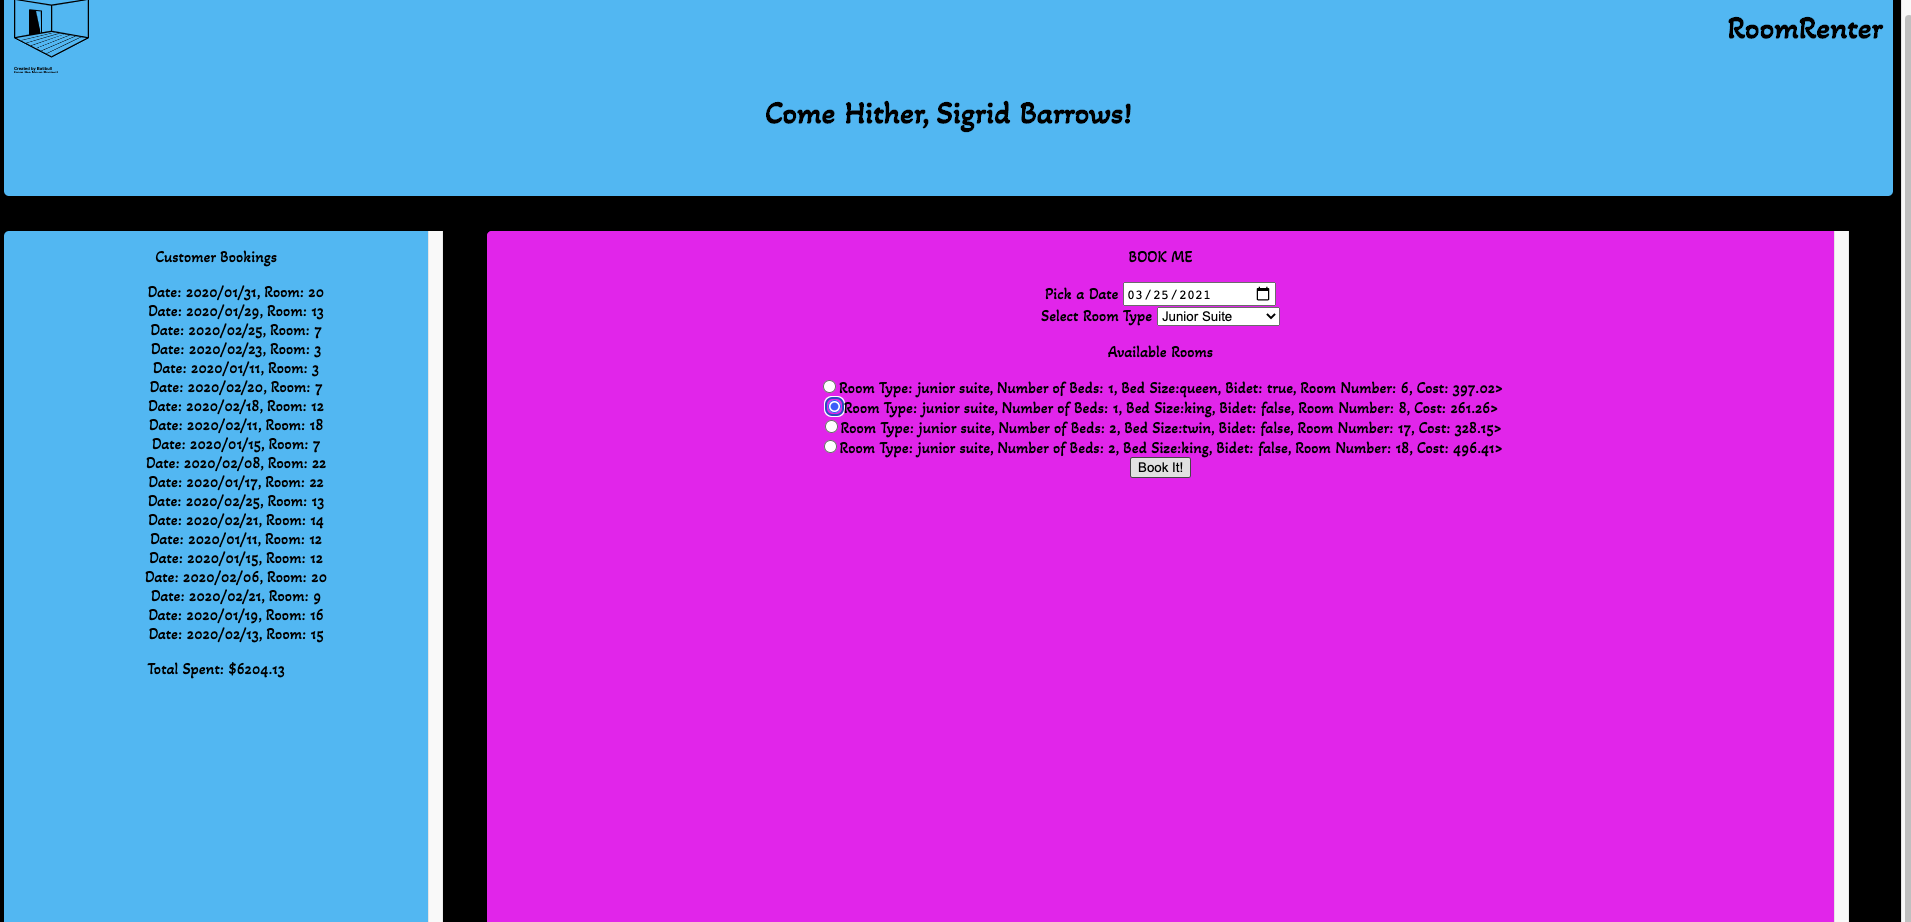 RoomRenter
Created by Baitbull
Come Hither, Sigrid Barrows!
Customer Bookings
Date: 2020/01/31, Room: 20
Date: 2020/01/29, Room: 13
Date: 2020/02/25, Room: 7
Date: 2020/02/23, Room: 3
Date: 2020/01/11, Room: 3
Date: 2020/02/20, Room: 7
Date: 2020/02/18, Room: 12
Date: 2020/02/11, Room: 18
Date: 2020/01/15, Room: 7
Date: 2020/02/08, Room: 22
Date: 2020/01/17, Room: 22
Date: 2020/02/25, Room: 13
Date: 2020/02/21, Room: 14
Date: 2020/01/11, Room: 12
Date: 2020/01/15, Room: 12
Date: 2020/02/06, Room: 20
Date: 2020/02/21, Room: 9
Date: 2020/01/19, Room: 16
Date: 2020/02/13, Room: 15
Total Spent: $6204.13
BOOK ME
Pick a Date 03/25/2021
Select Room Type Junior Suite
Available Rooms
Room Type: junior suite, Number of Beds: 1, Bed Size:queen, Bidet: true, Room Number: 6, Cost: 397.02>
Room Type: junior suite, Number of Beds: 1, Bed Size:king, Bidet: false, Room Number: 8, Cost: 261.26>
Room Type: junior suite, Number of Beds: 2, Bed Size:twin, Bidet: false, Room Number: 17, Cost: 328.15>
Room Type: junior suite, Number of Beds: 2, Bed Size:king, Bidet: false, Room Number: 18, Cost: 496.41>
Book It!